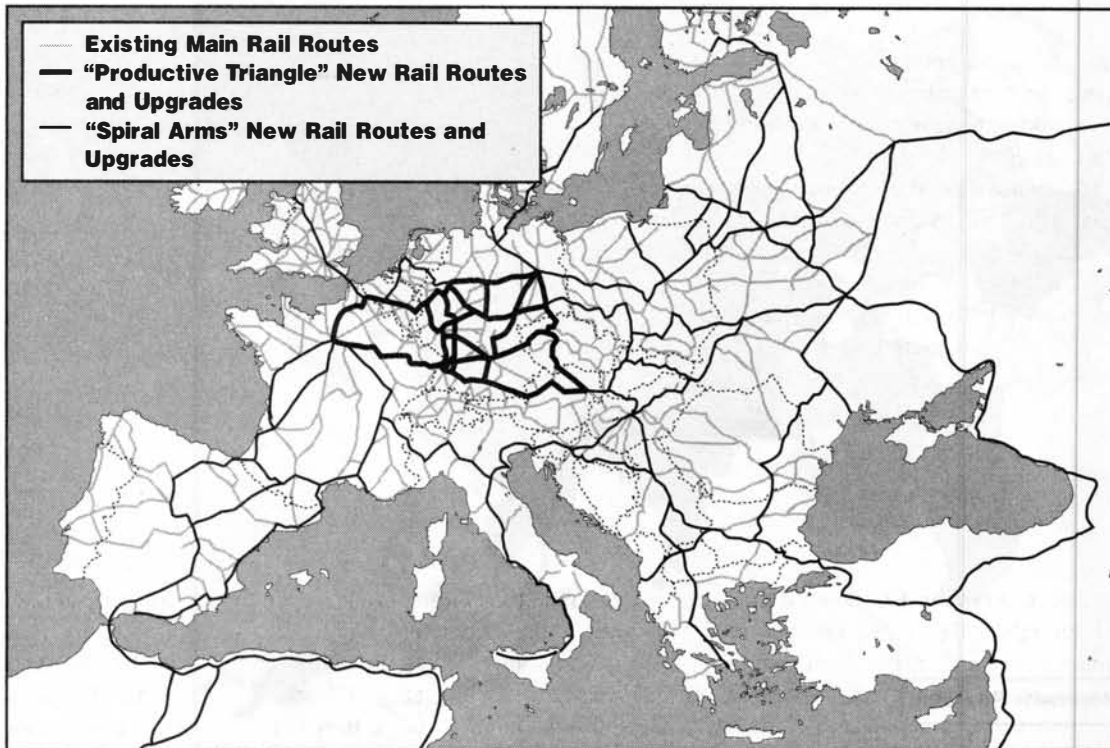 Existing Main Rail Routes
“Productive Triangle” New Rail Routes
and Upgrades
“Spiral Arms” New Rail Routes and
Upgrades